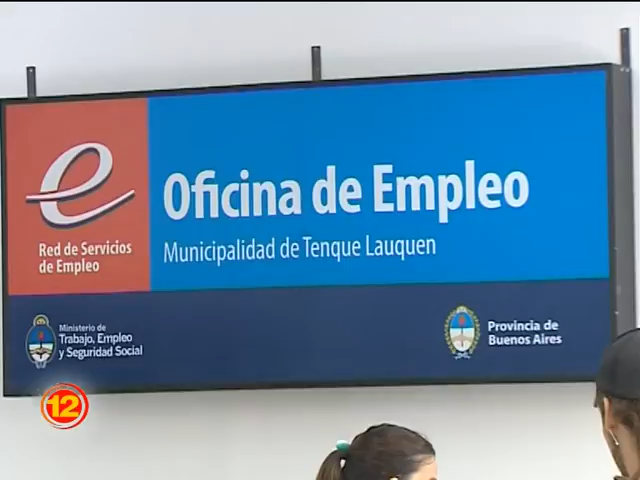 e
Red de Servicios
de Empleo
Oficina de Empleo
Municipalidad de Tenque Lauquen
Ministerio de
Trabajo, Empleo
y Seguridad Social
Provincia de
Buenos Aires
12